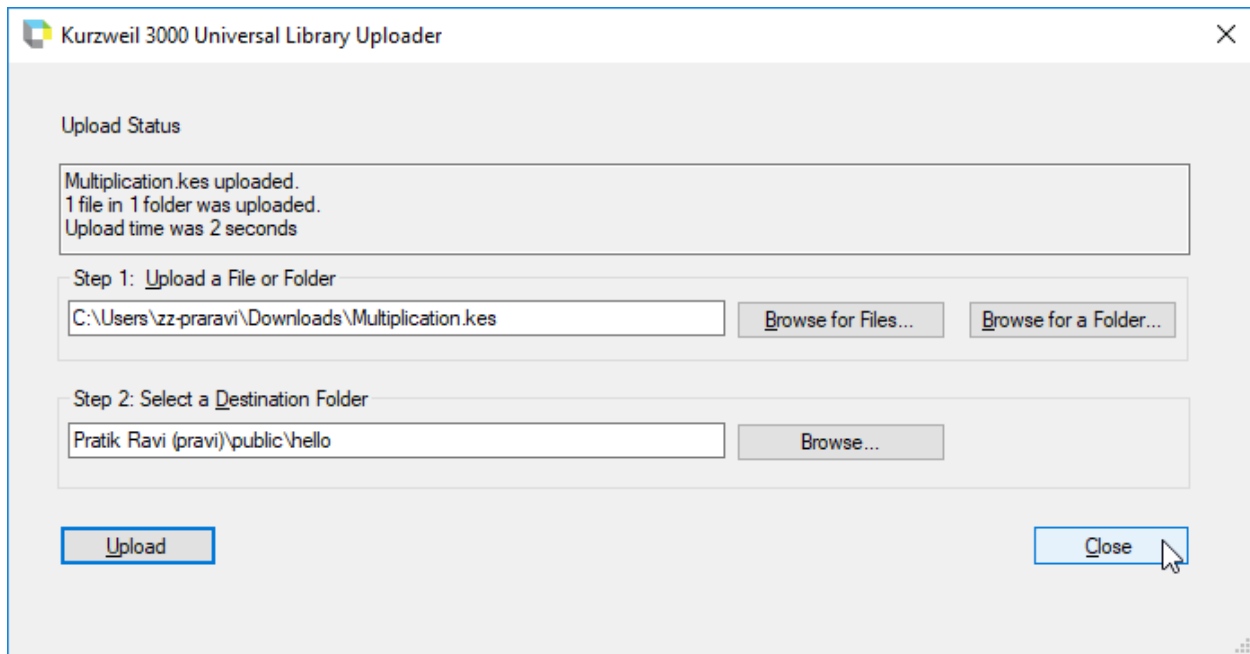 Kurzweil 3000 Universal Library Uploader
Upload Status
Multiplication.kes uploaded.
1 file in 1 folder was uploaded.
Upload time was 2 seconds
Step 1: Upload a File or Folder
C:\Users\zz-praravi\Downloads\Multiplication.kes
Browse for Files...
Browse for a Folder...
Step 2: Select a Destination Folder
Pratik Ravi (pravi)\public\hello
Browse...
Upload
Close